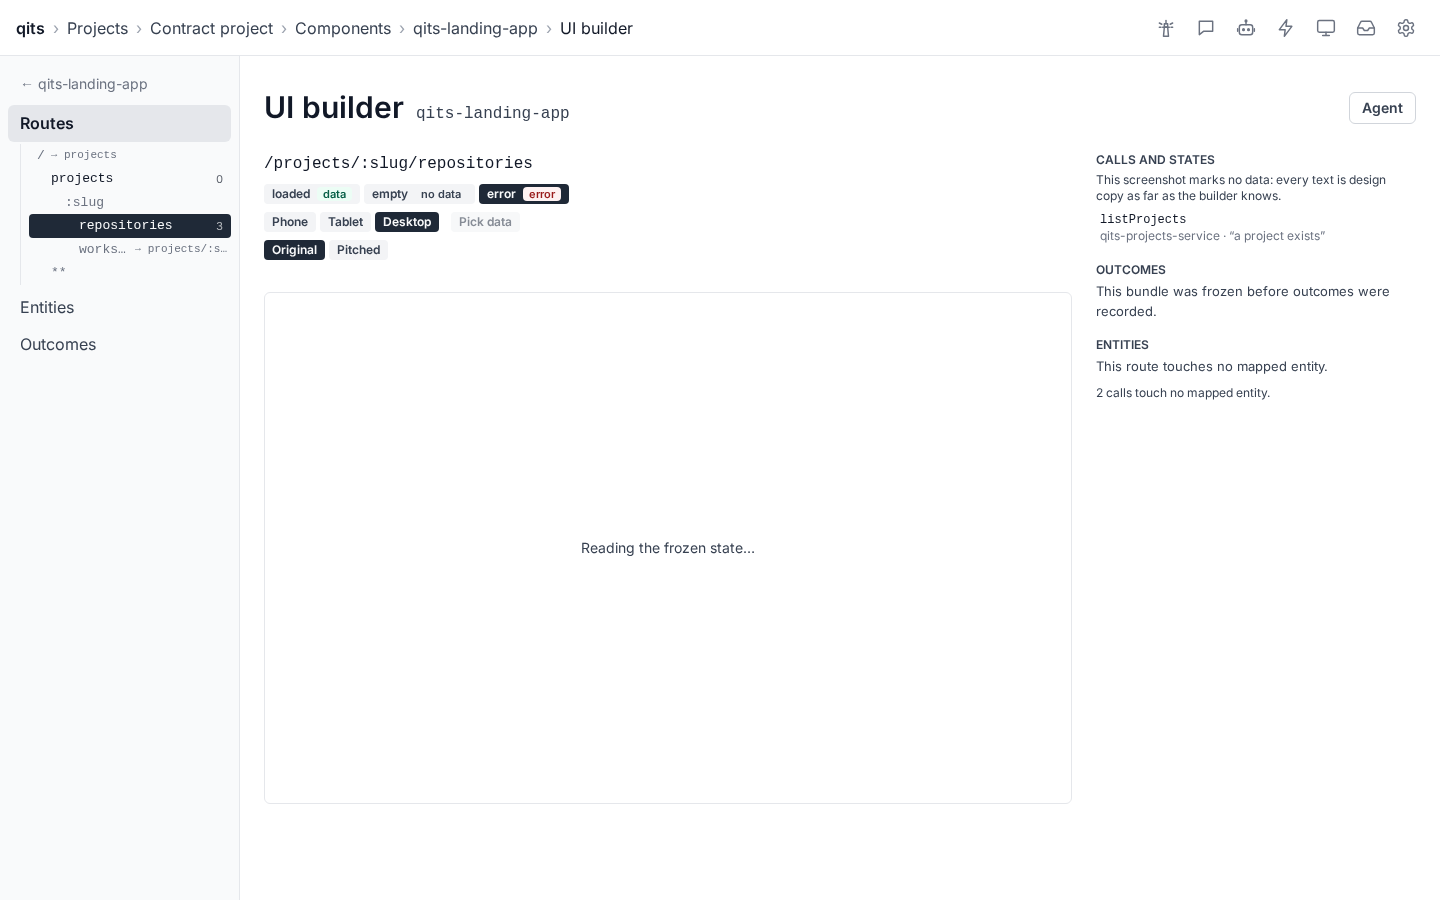 qits › Projects › Contract project › Components › qits-landing-app › UI builder
← qits-landing-app
Routes
/ → projects
projects 0
:slug
repositories 3
works… → projects/:s…
**
Entities
Outcomes
UI builder qits-landing-app
Agent
/projects/:slug/repositories
loaded data empty no data error error
Phone Tablet Desktop Pick data
Original Pitched
Reading the frozen state…
CALLS AND STATES
This screenshot marks no data: every text is design
copy as far as the builder knows.
listProjects
qits-projects-service · “a project exists”
OUTCOMES
This bundle was frozen before outcomes were
recorded.
ENTITIES
This route touches no mapped entity.
2 calls touch no mapped entity.